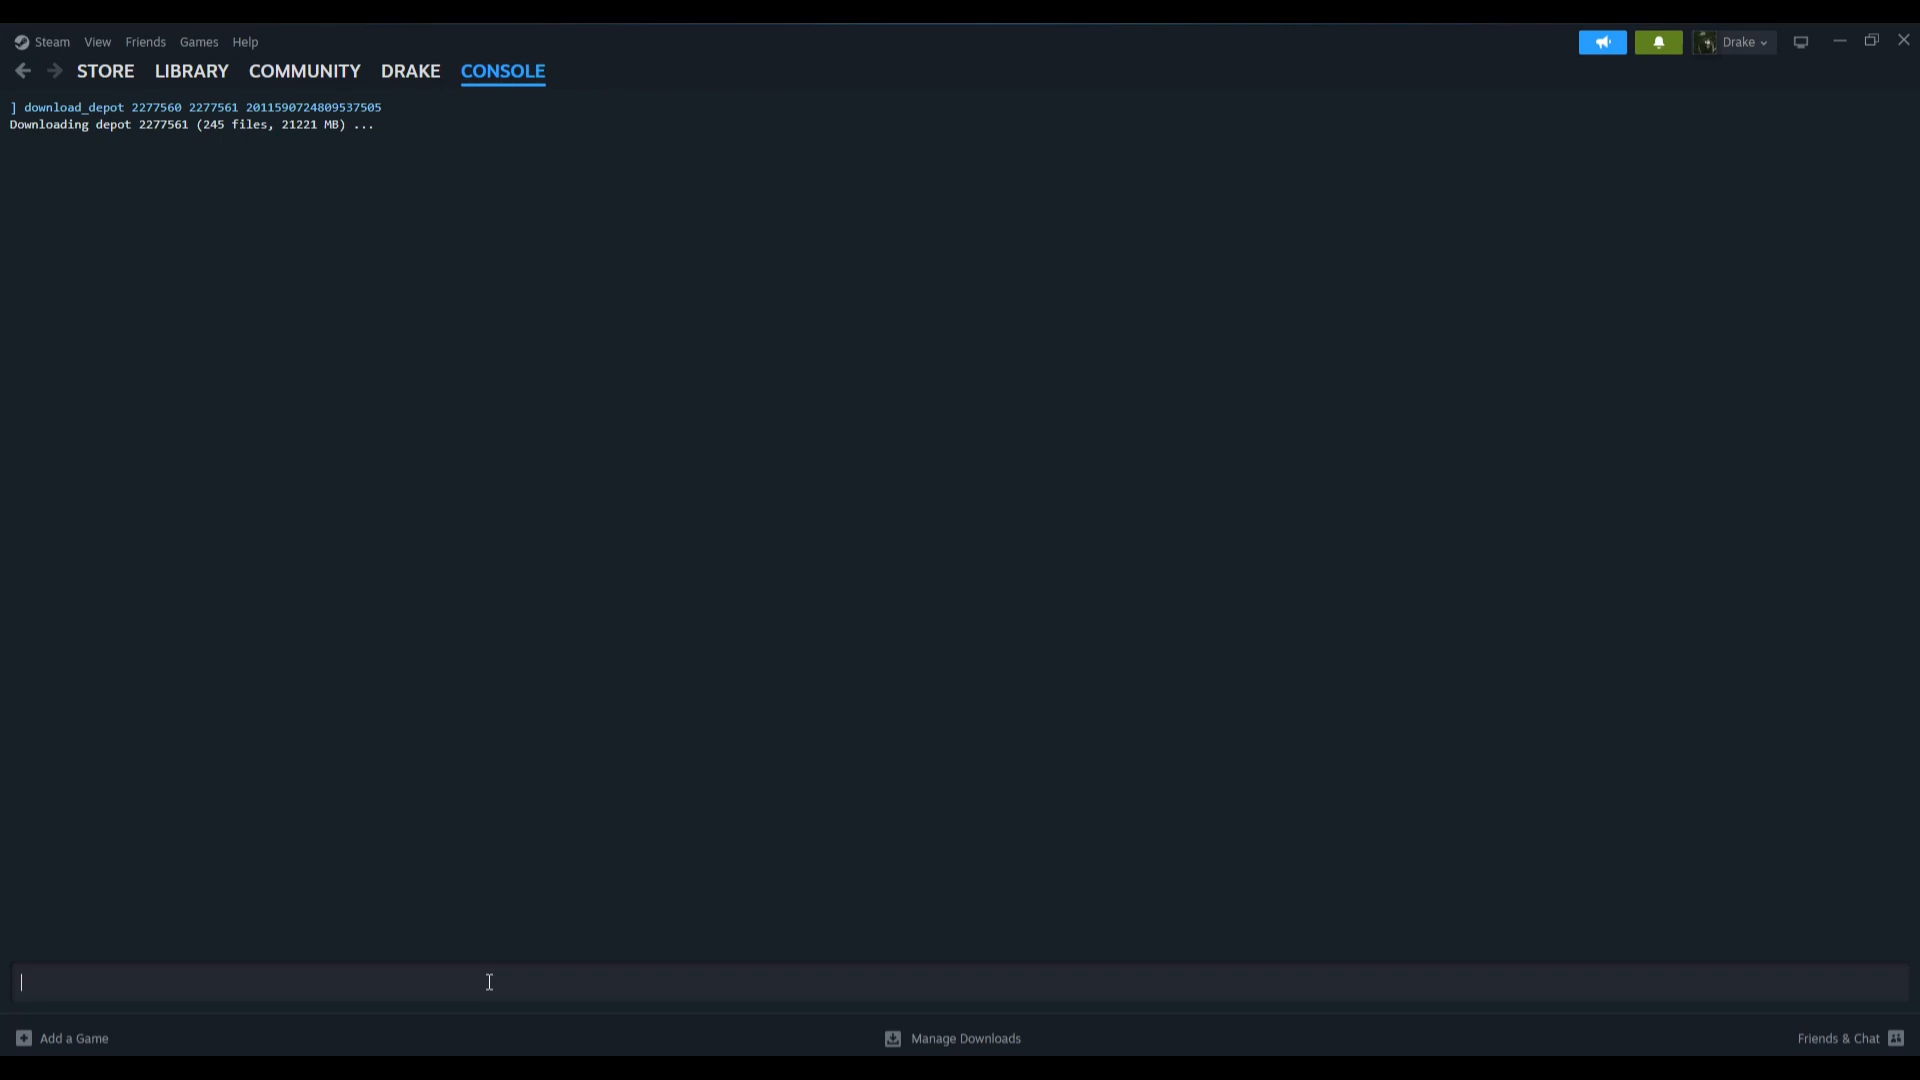 Steam View Friends Games Help
Drake
STORE LIBRARY COMMUNITY DRAKE CONSOLE
] download_depot 2277560 2277561 2011590724809537505
Downloading depot 2277561 (245 files, 21221 MB) ...
Add a Game
Manage Downloads
Friends & Chat